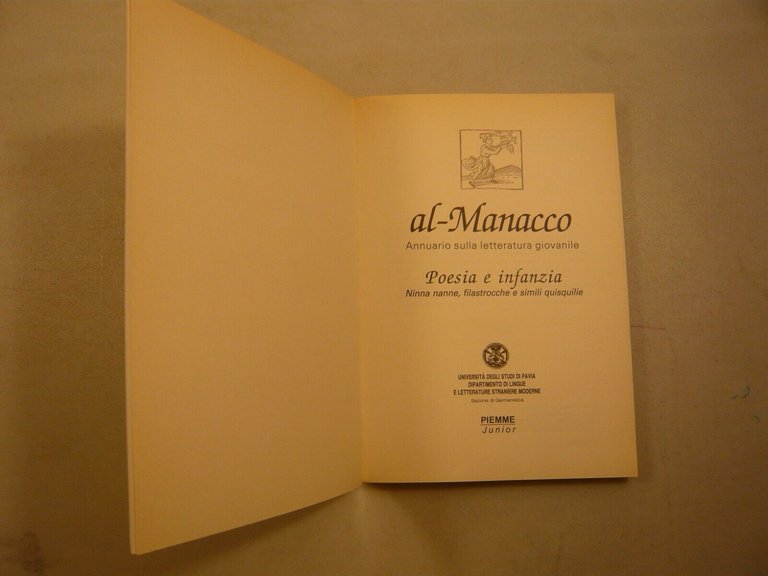 al-Manacco
Annuario sulla letteratura giovanile
Poesia e infanzia
Ninna nanne, filastrocche e simili quisquilie
UNIVERSITÀ DEGLI STUDI DI PAVIA
DIPARTIMENTO DI LINGUE
E LETTERATURE STRANIERE MODERNE
Sezione di Germanistica
PIEMME
Junior